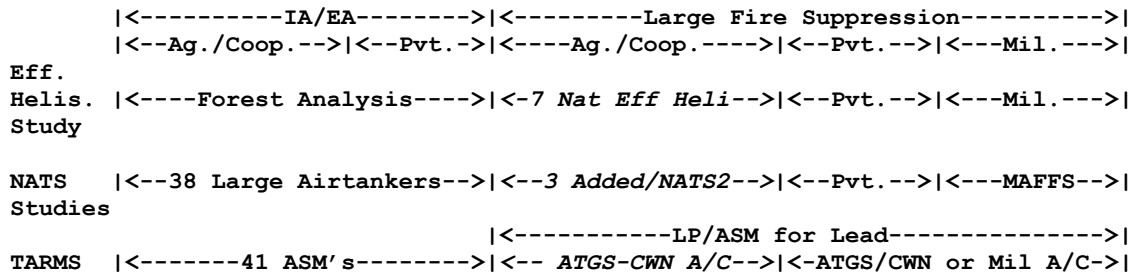 |<----------IA/EA-------->|<---------Large Fire Suppression---------->|
|<--Ag./Coop.-->|<--Pvt.->|<----Ag./Coop.---->|<--Pvt.-->|<---Mil.--->|
Eff.
Helis. |<----Forest Analysis---->|<-7 Nat Eff Heli-->|<--Pvt.-->|<---Mil.--->|
Study
NATS |<--38 Large Airtankers-->|<--3 Added/NATS2-->|<--Pvt.-->|<---MAFFS-->|
Studies
|<-----------LP/ASM for Lead--------------->|
TARMS |<-------41 ASM's-------->|<-- ATGS-CWN A/C-->|<-ATGS/CWN or Mil A/C->|